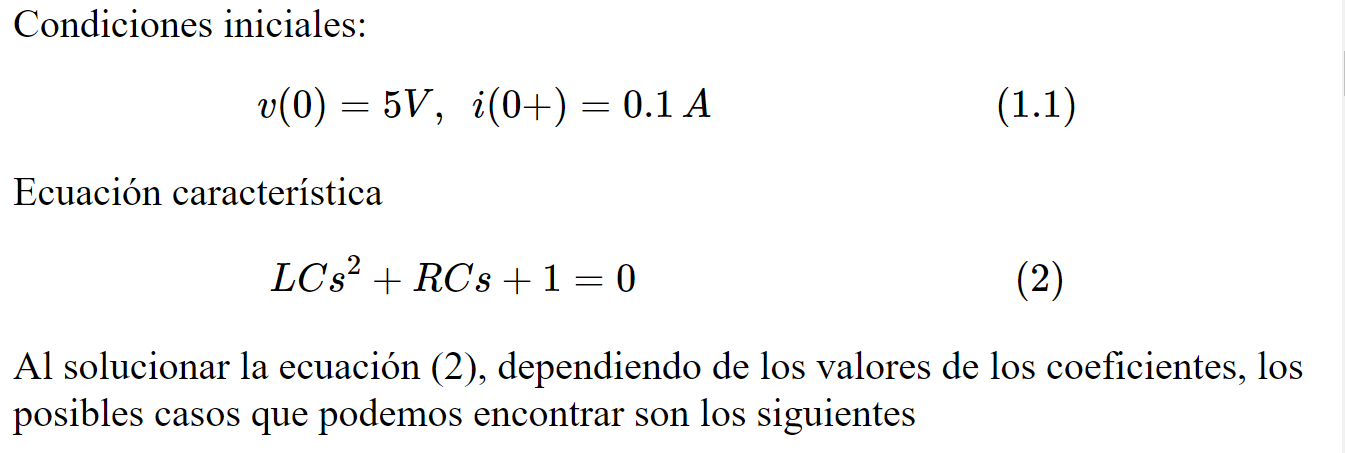 Condiciones iniciales:
v(0) = 5V, i(0+) = 0.1 A (1.1)
Ecuación característica
LCs² + RCs + 1 = 0 (2)
Al solucionar la ecuación (2), dependiendo de los valores de los coeficientes, los
posibles casos que podemos encontrar son los siguientes